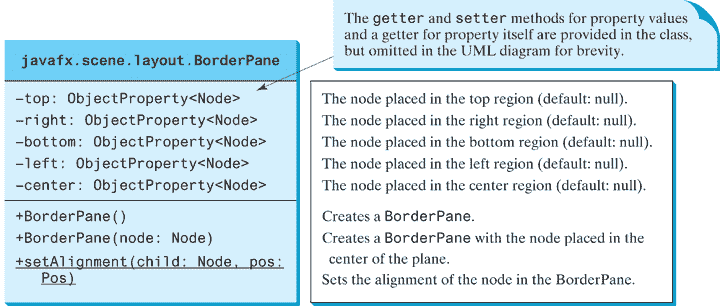 The getter and setter methods for property values
and a getter for property itself are provided in the class,
but omitted in the UML diagram for brevity.
javafx.scene.layout.BorderPane
-top: ObjectProperty<Node>
-right: ObjectProperty<Node>
-bottom: ObjectProperty<Node>
-left: ObjectProperty<Node>
-center: ObjectProperty<Node>
The node placed in the top region (default: null).
The node placed in the right region (default: null).
The node placed in the bottom region (default: null).
The node placed in the left region (default: null).
The node placed in the center region (default: null).
+BorderPane()
+BorderPane(node: Node)
+setAlignment(child: Node, pos:
Pos)
Creates a BorderPane.
Creates a BorderPane with the node placed in the
center of the plane.
Sets the alignment of the node in the BorderPane.